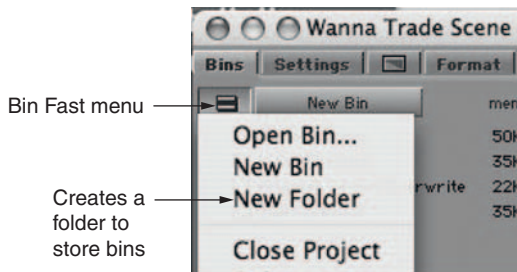 Wanna Trade Scene
Bins Settings Format
Bin Fast menu
New Bin
Open Bin...
New Bin
New Folder
Close Project
50K
35K
rwrite 22K
35K
Creates a
folder to
store bins